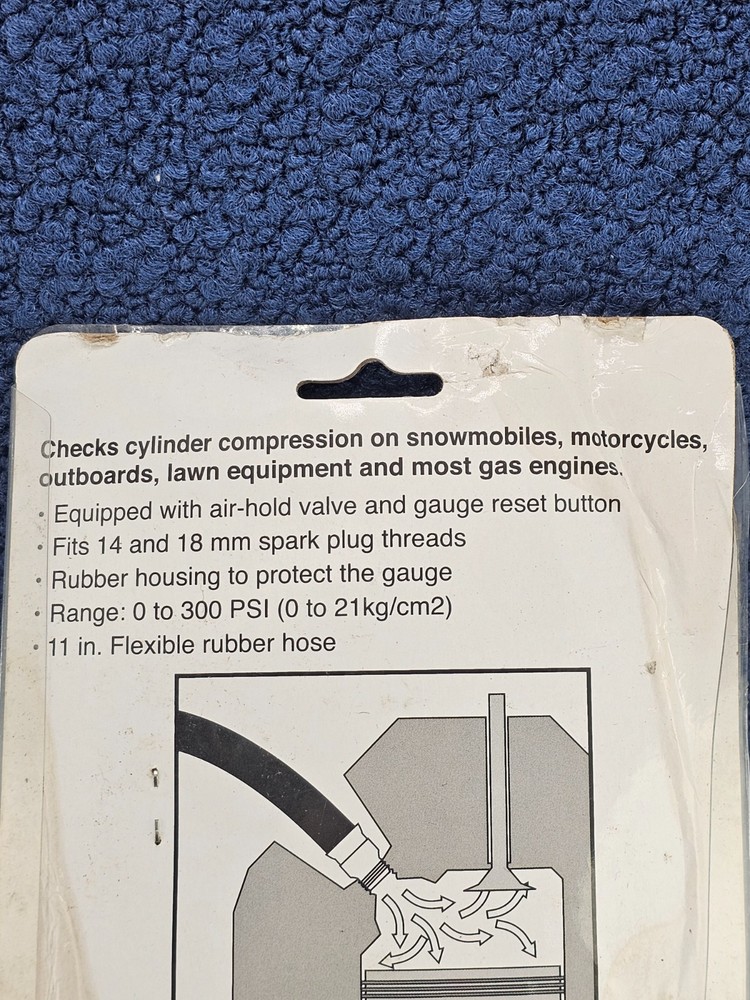 Checks cylinder compression on snowmobiles, motorcycles,
outboards, lawn equipment and most gas engines.
• Equipped with air-hold valve and gauge reset button
• Fits 14 and 18 mm spark plug threads
• Rubber housing to protect the gauge
• Range: 0 to 300 PSI (0 to 21kg/cm2)
• 11 in. Flexible rubber hose